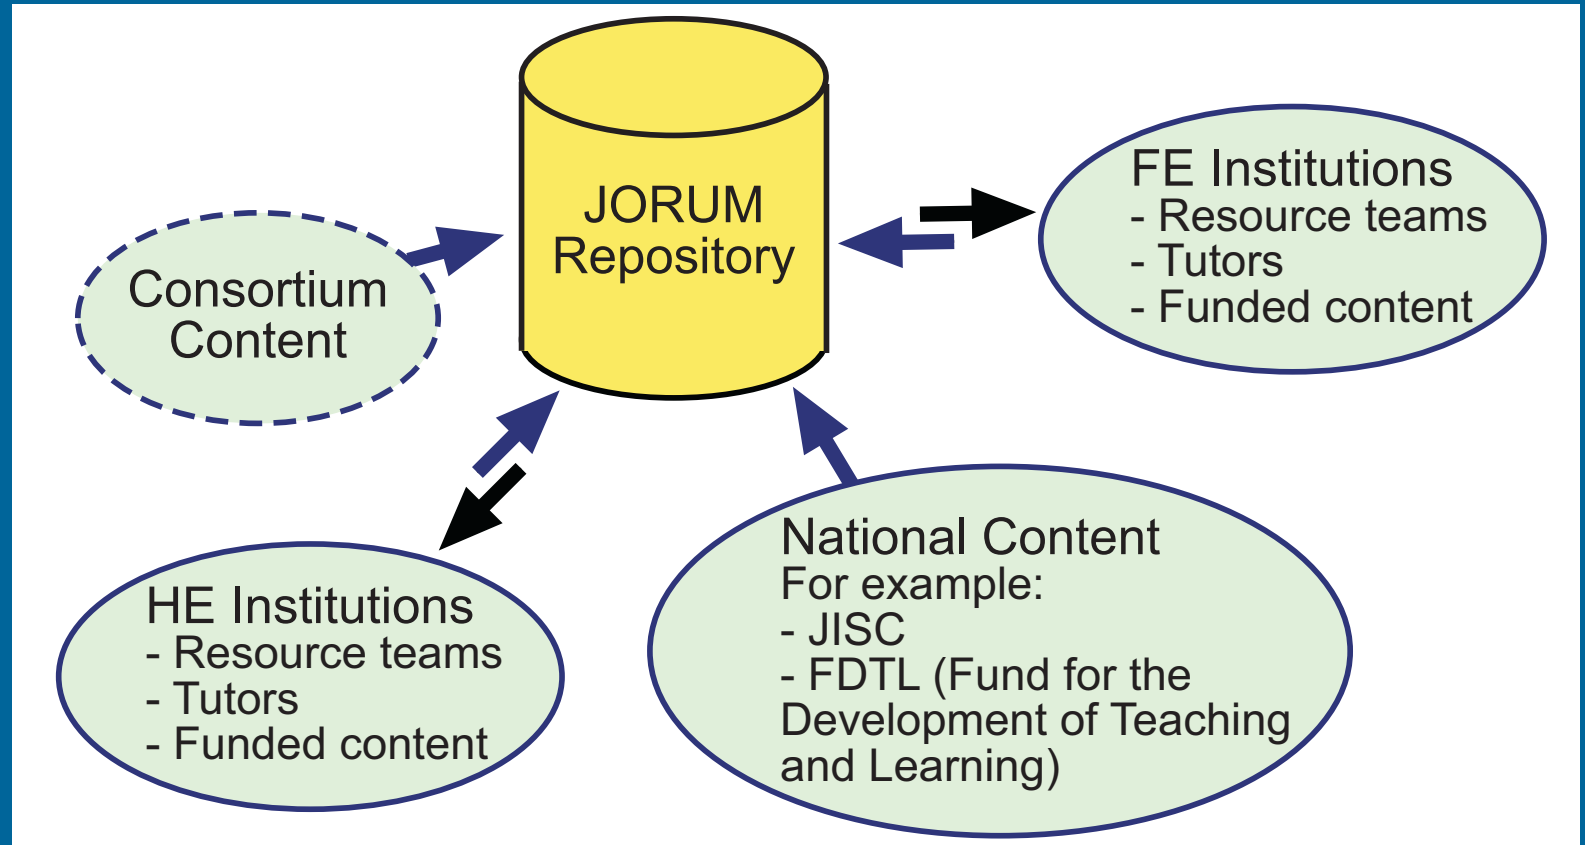 JORUM
Repository
FE Institutions
- Resource teams
- Tutors
- Funded content
Consortium
Content
HE Institutions
- Resource teams
- Tutors
- Funded content
National Content
For example:
- JISC
- FDTL (Fund for the
Development of Teaching
and Learning)